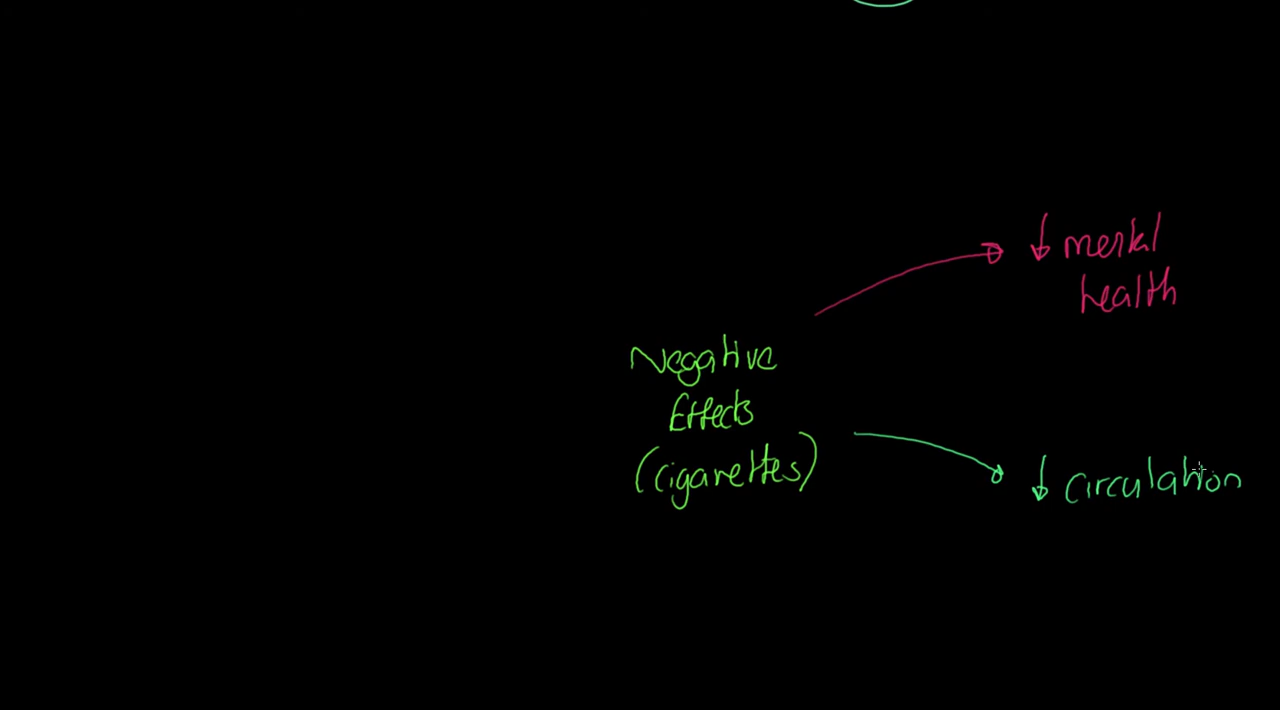 ↓ mental
health
Negative
Effects
(cigarettes)
↓ circulation